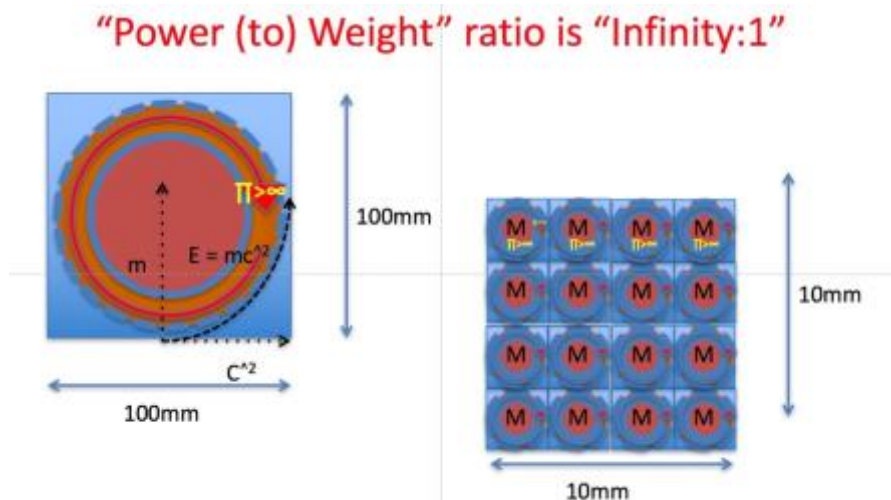 "Power (to) Weight" ratio is "Infinity:1"
∏>∞
100mm
m
E = mc^2
C^2
100mm
M M M M
∏>∞ ∏>∞ ∏>∞ ∏>∞
M M M M
10mm
M M M M
M M M M
10mm